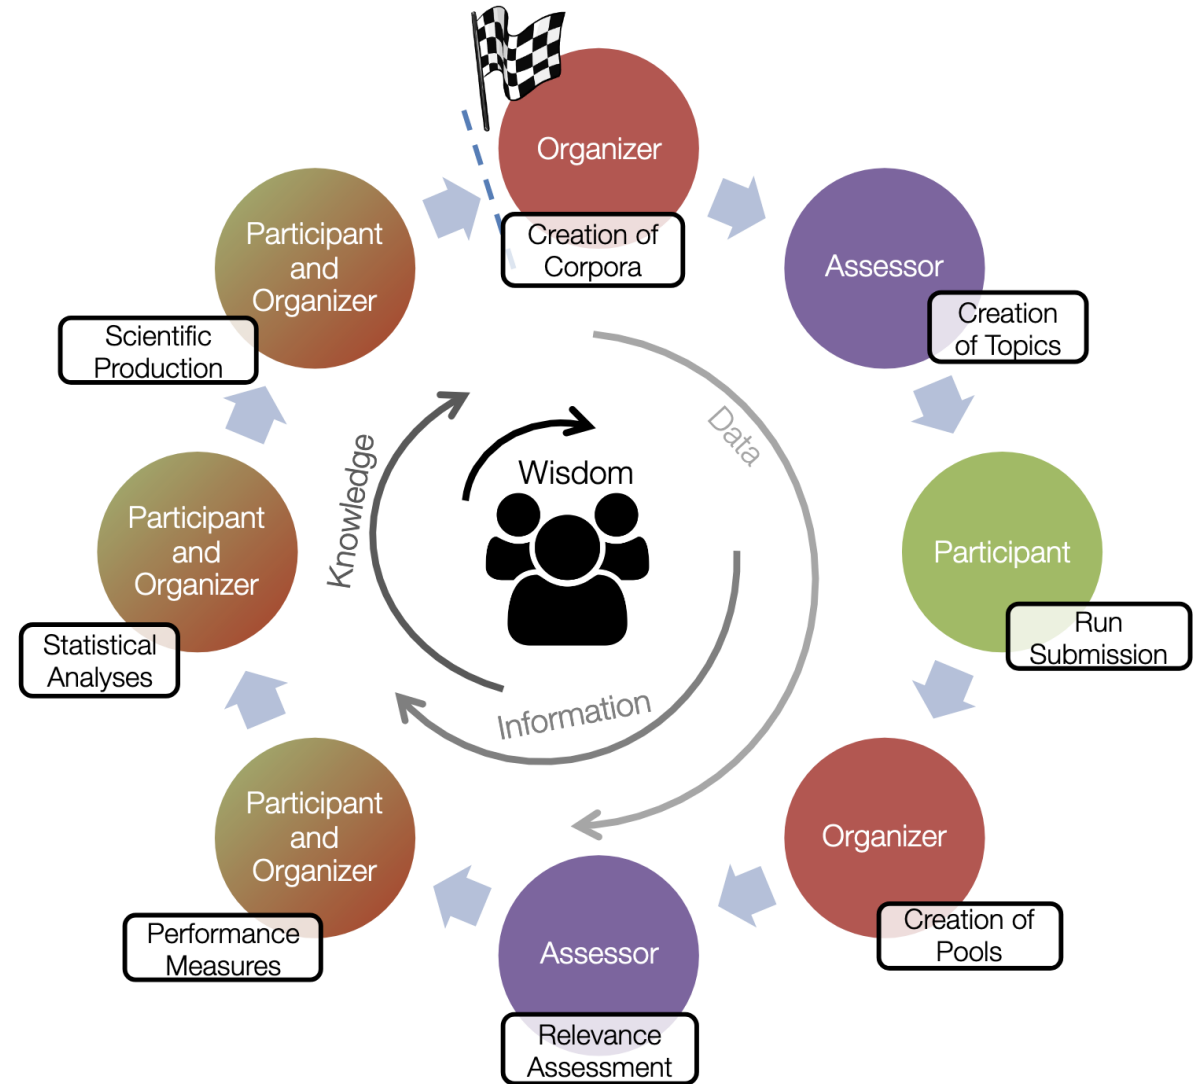 Organizer
Creation of
Corpora
Assessor
Creation
of Topics
Participant
Run
Submission
Organizer
Creation of
Pools
Assessor
Relevance
Assessment
Participant
and
Organizer
Performance
Measures
Participant
and
Organizer
Statistical
Analyses
Participant
and
Organizer
Scientific
Production
Data
Information
Knowledge
Wisdom